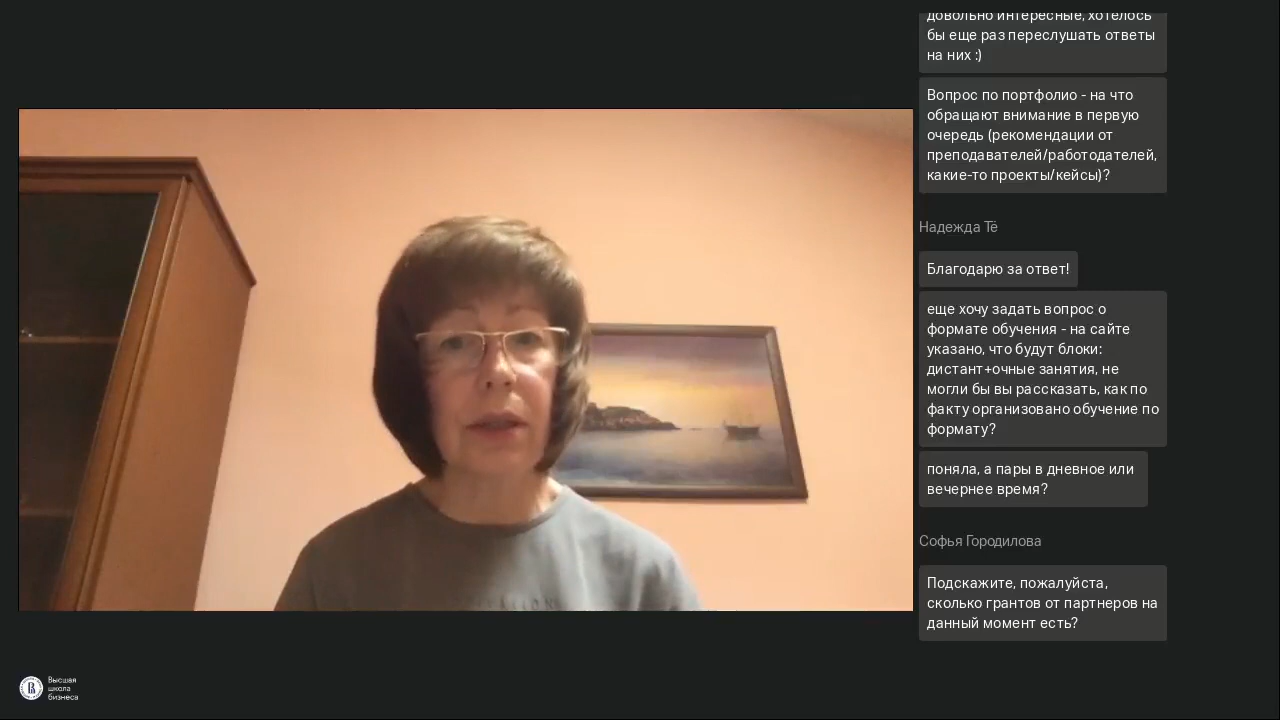 довольно интересные, хотелось
бы еще раз переслушать ответы
на них :)
Вопрос по портфолио - на что
обращают внимание в первую
очередь (рекомендации от
преподавателей/работодателей,
какие-то проекты/кейсы)?
Надежда Тё
Благодарю за ответ!
еще хочу задать вопрос о
формате обучения - на сайте
указано, что будут блоки:
дистант+очные занятия, не
могли бы вы рассказать, как по
факту организовано обучение по
формату?
поняла, а пары в дневное или
вечернее время?
Софья Городилова
Подскажите, пожалуйста,
сколько грантов от партнеров на
данный момент есть?
Высшая
школа
бизнеса